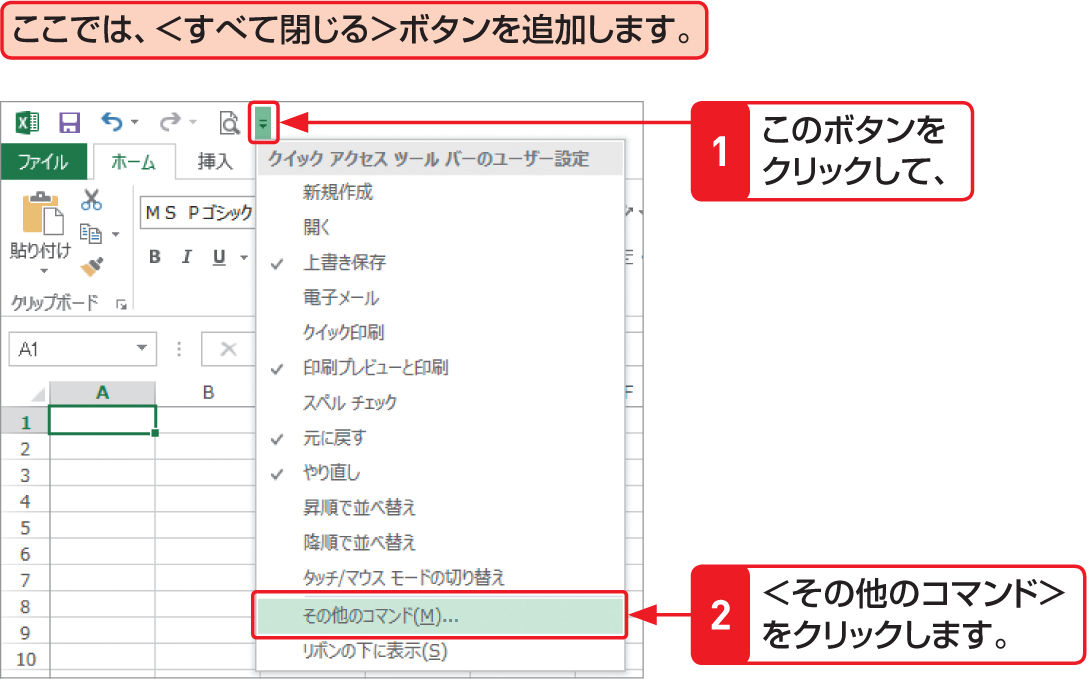 ここでは、＜すべて閉じる＞ボタンを追加します。
1
このボタンを
クリックして、
ファイル
ホーム
挿入
クイック アクセス ツール バーのユーザー設定
新規作成
開く
上書き保存
電子メール
クイック印刷
印刷プレビューと印刷
スペル チェック
元に戻す
やり直し
昇順で並べ替え
降順で並べ替え
タッチ/マウス モードの切り替え
その他のコマンド(M)...
リボンの下に表示(S)
貼り付け
ＭＳ Ｐゴシック
B I U
クリップボード
A1
A B F
1
2
3
4
5
6
7
8
9
10
2
＜その他のコマンド＞
をクリックします。